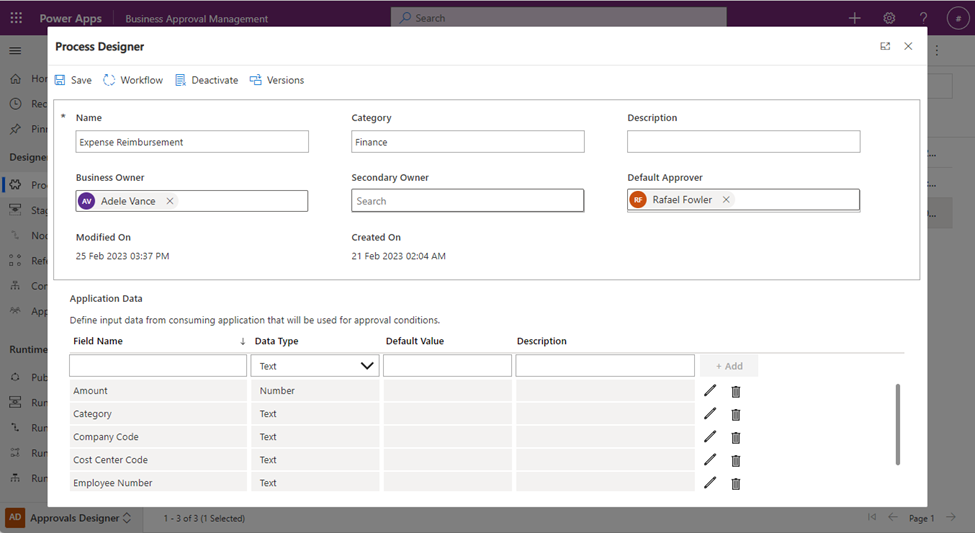 Power Apps
Business Approval Management
Search
?
#
Process Designer
Save
Workflow
Deactivate
Versions
Ho
Rec
Pinn
Designe
Pro
Stag
Noc
Refe
Con
App
Runtim
Pub
Run
Run
Run
Run
* Name
Category
Description
Expense Reimbursement
Finance
Business Owner
Secondary Owner
Default Approver
AV Adele Vance
Search
RF Rafael Fowler
Modified On
Created On
25 Feb 2023 03:37 PM
21 Feb 2023 02:04 AM
Application Data
Define input data from consuming application that will be used for approval conditions.
Field Name ↓ Data Type Default Value Description
Text
+ Add
Amount Number
Category Text
Company Code Text
Cost Center Code Text
Employee Number Text
AD Approvals Designer
1 - 3 of 3 (1 Selected)
Page 1